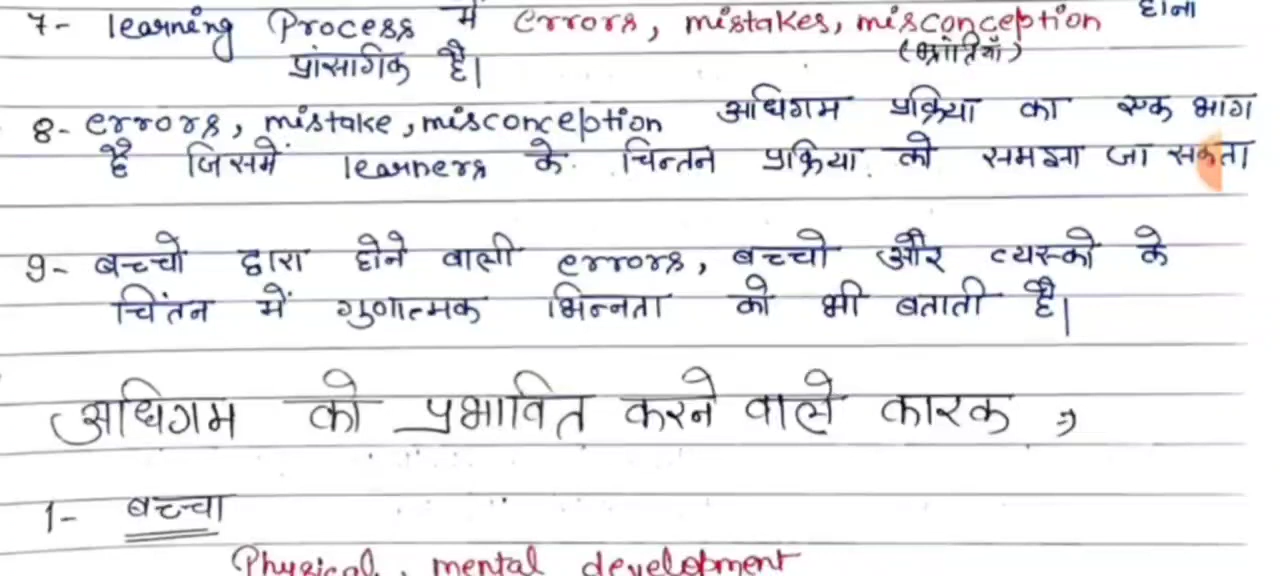 7- learning Process में errors, mistakes, misconception होना
(भ्रांतियाँ)
प्रांसागिक है।
8- errors, mistake, misconception अधिगम प्रक्रिया का एक भाग
है जिसमें learners के चिन्तन प्रक्रिया को समझा जा सकता
9- बच्चों द्वारा होने वाली errors, बच्चो और व्यस्को के
चिंतन में गुणात्मक भिन्नता को भी बताती है।
अधिगम को प्रभावित करने वाले कारक ⇒
1- बच्चा
Physical, mental development